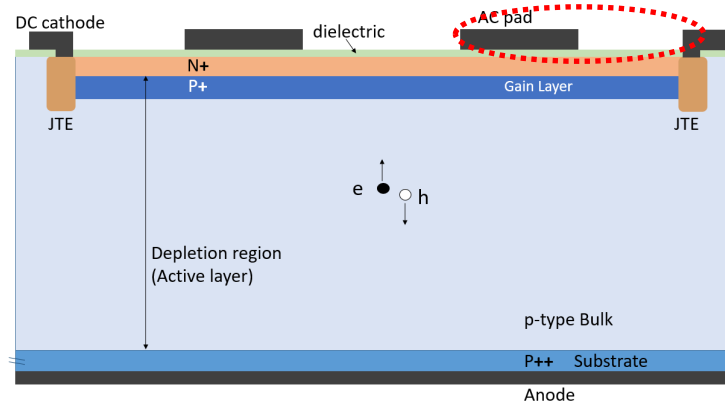 DC cathode
AC pad
dielectric
N+
P+
Gain Layer
JTE
JTE
e
h
Depletion region
(Active layer)
p-type Bulk
P++ Substrate
Anode